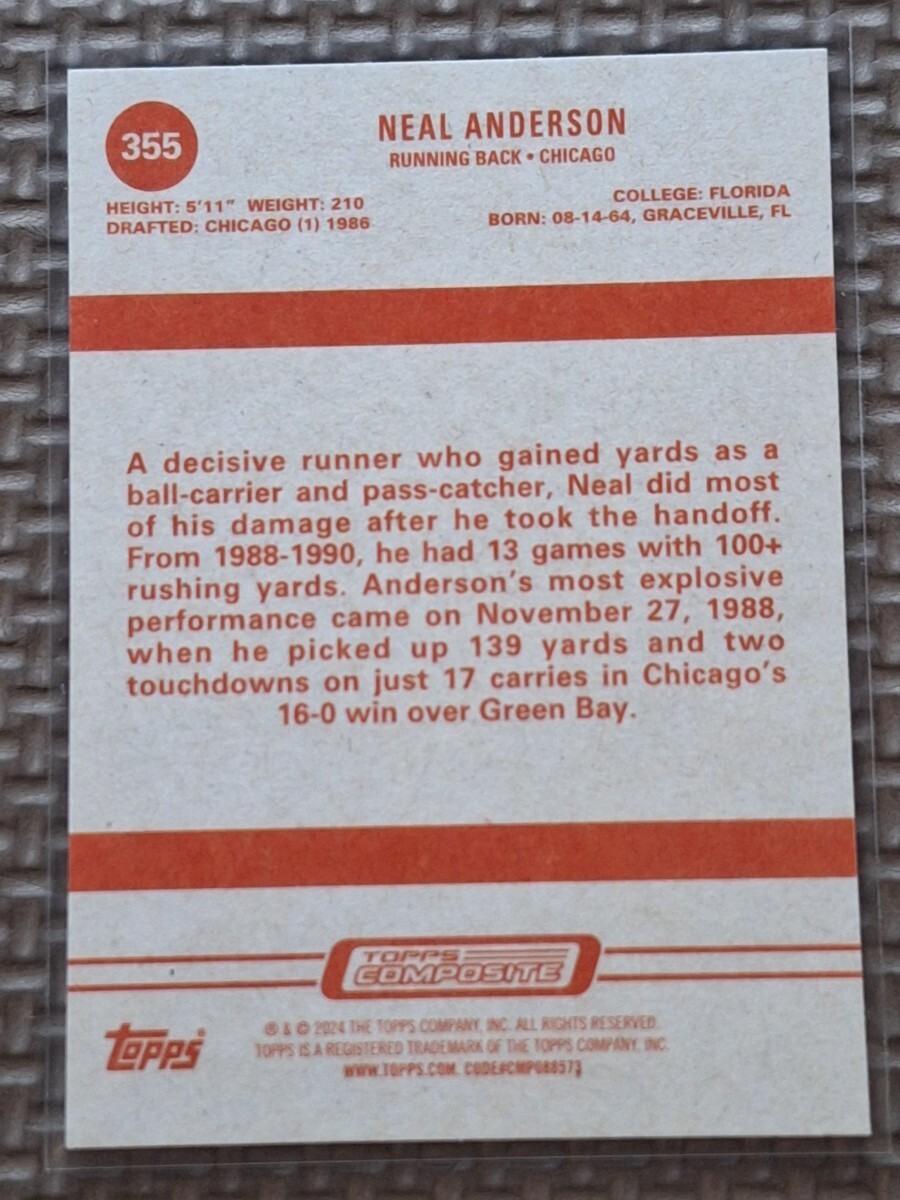 355
NEAL ANDERSON
RUNNING BACK • CHICAGO
HEIGHT: 5'11" WEIGHT: 210
DRAFTED: CHICAGO (1) 1986
COLLEGE: FLORIDA
BORN: 08-14-64, GRACEVILLE, FL
A decisive runner who gained yards as a
ball-carrier and pass-catcher, Neal did most
of his damage after he took the handoff.
From 1988-1990, he had 13 games with 100+
rushing yards. Anderson's most explosive
performance came on November 27, 1988,
when he picked up 139 yards and two
touchdowns on just 17 carries in Chicago's
16-0 win over Green Bay.
TOPPS
COMPOSITE
Topps®
® & © 2024 THE TOPPS COMPANY, INC. ALL RIGHTS RESERVED.
TOPPS IS A REGISTERED TRADEMARK OF THE TOPPS COMPANY, INC.
WWW.TOPPS.COM. CODE#CMP088573